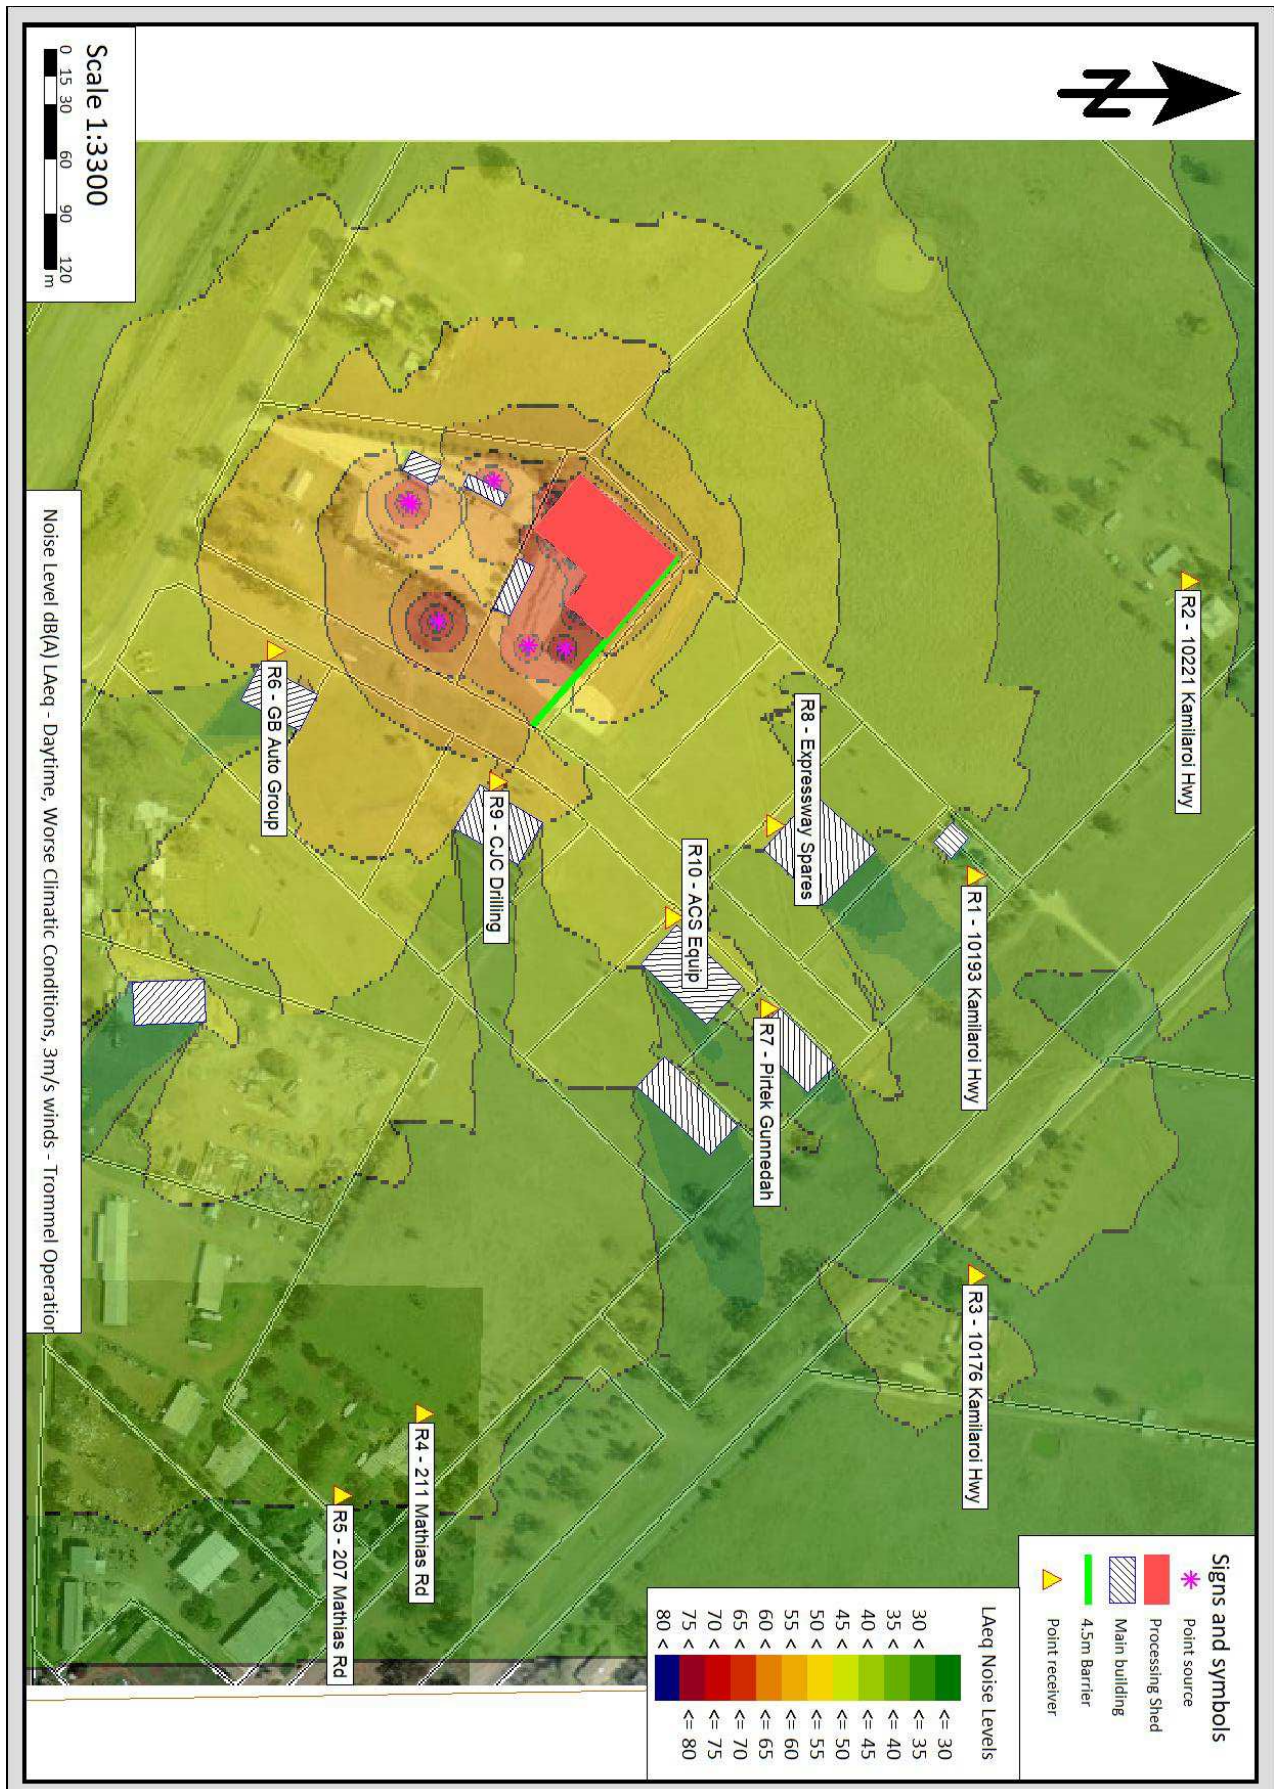 N
Signs and symbols
Point source
Processing Shed
Main building
4.5m Barrier
Point receiver
LAeq Noise Levels
<= 30
30 < <= 35
35 < <= 40
40 < <= 45
45 < <= 50
50 < <= 55
55 < <= 60
60 < <= 65
65 < <= 70
70 < <= 75
75 < <= 80
80 <
R2 - 10221 Kamilaroi Hwy
R1 - 10193 Kamilaroi Hwy
R3 - 10176 Kamilaroi Hwy
R8 - Expressway Spares
R7 - Pirtek Gunnedah
R10 - ACS Equip
R9 - CJC Drilling
R4 - 211 Mathias Rd
R5 - 207 Mathias Rd
R6 - GB Auto Group
Scale 1:3300
0 15 30 60 90 120
m
Noise Level dB(A) LAeq - Daytime, Worse Climatic Conditions, 3m/s winds - Trommel Operation